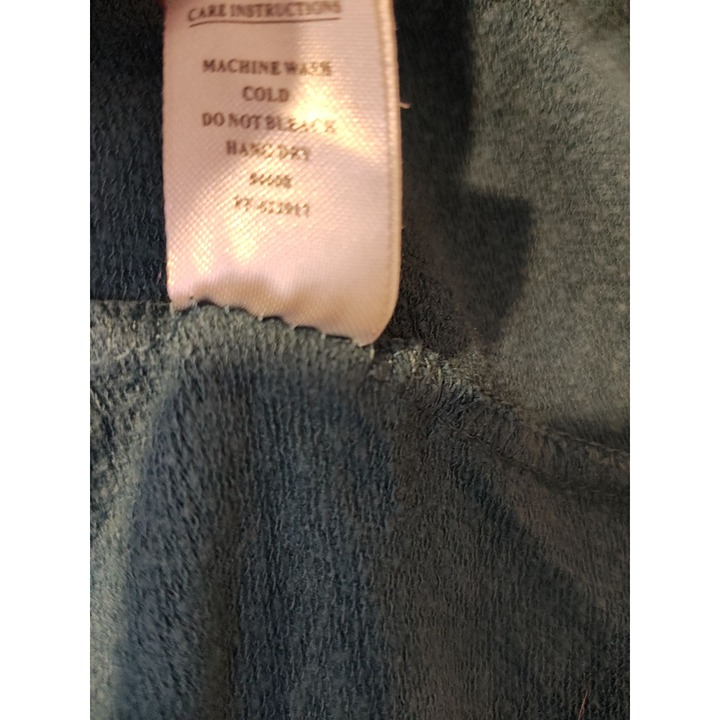 CARE INSTRUCTIONS
MACHINE WASH
COLD
DO NOT BLEACH
HANG DRY